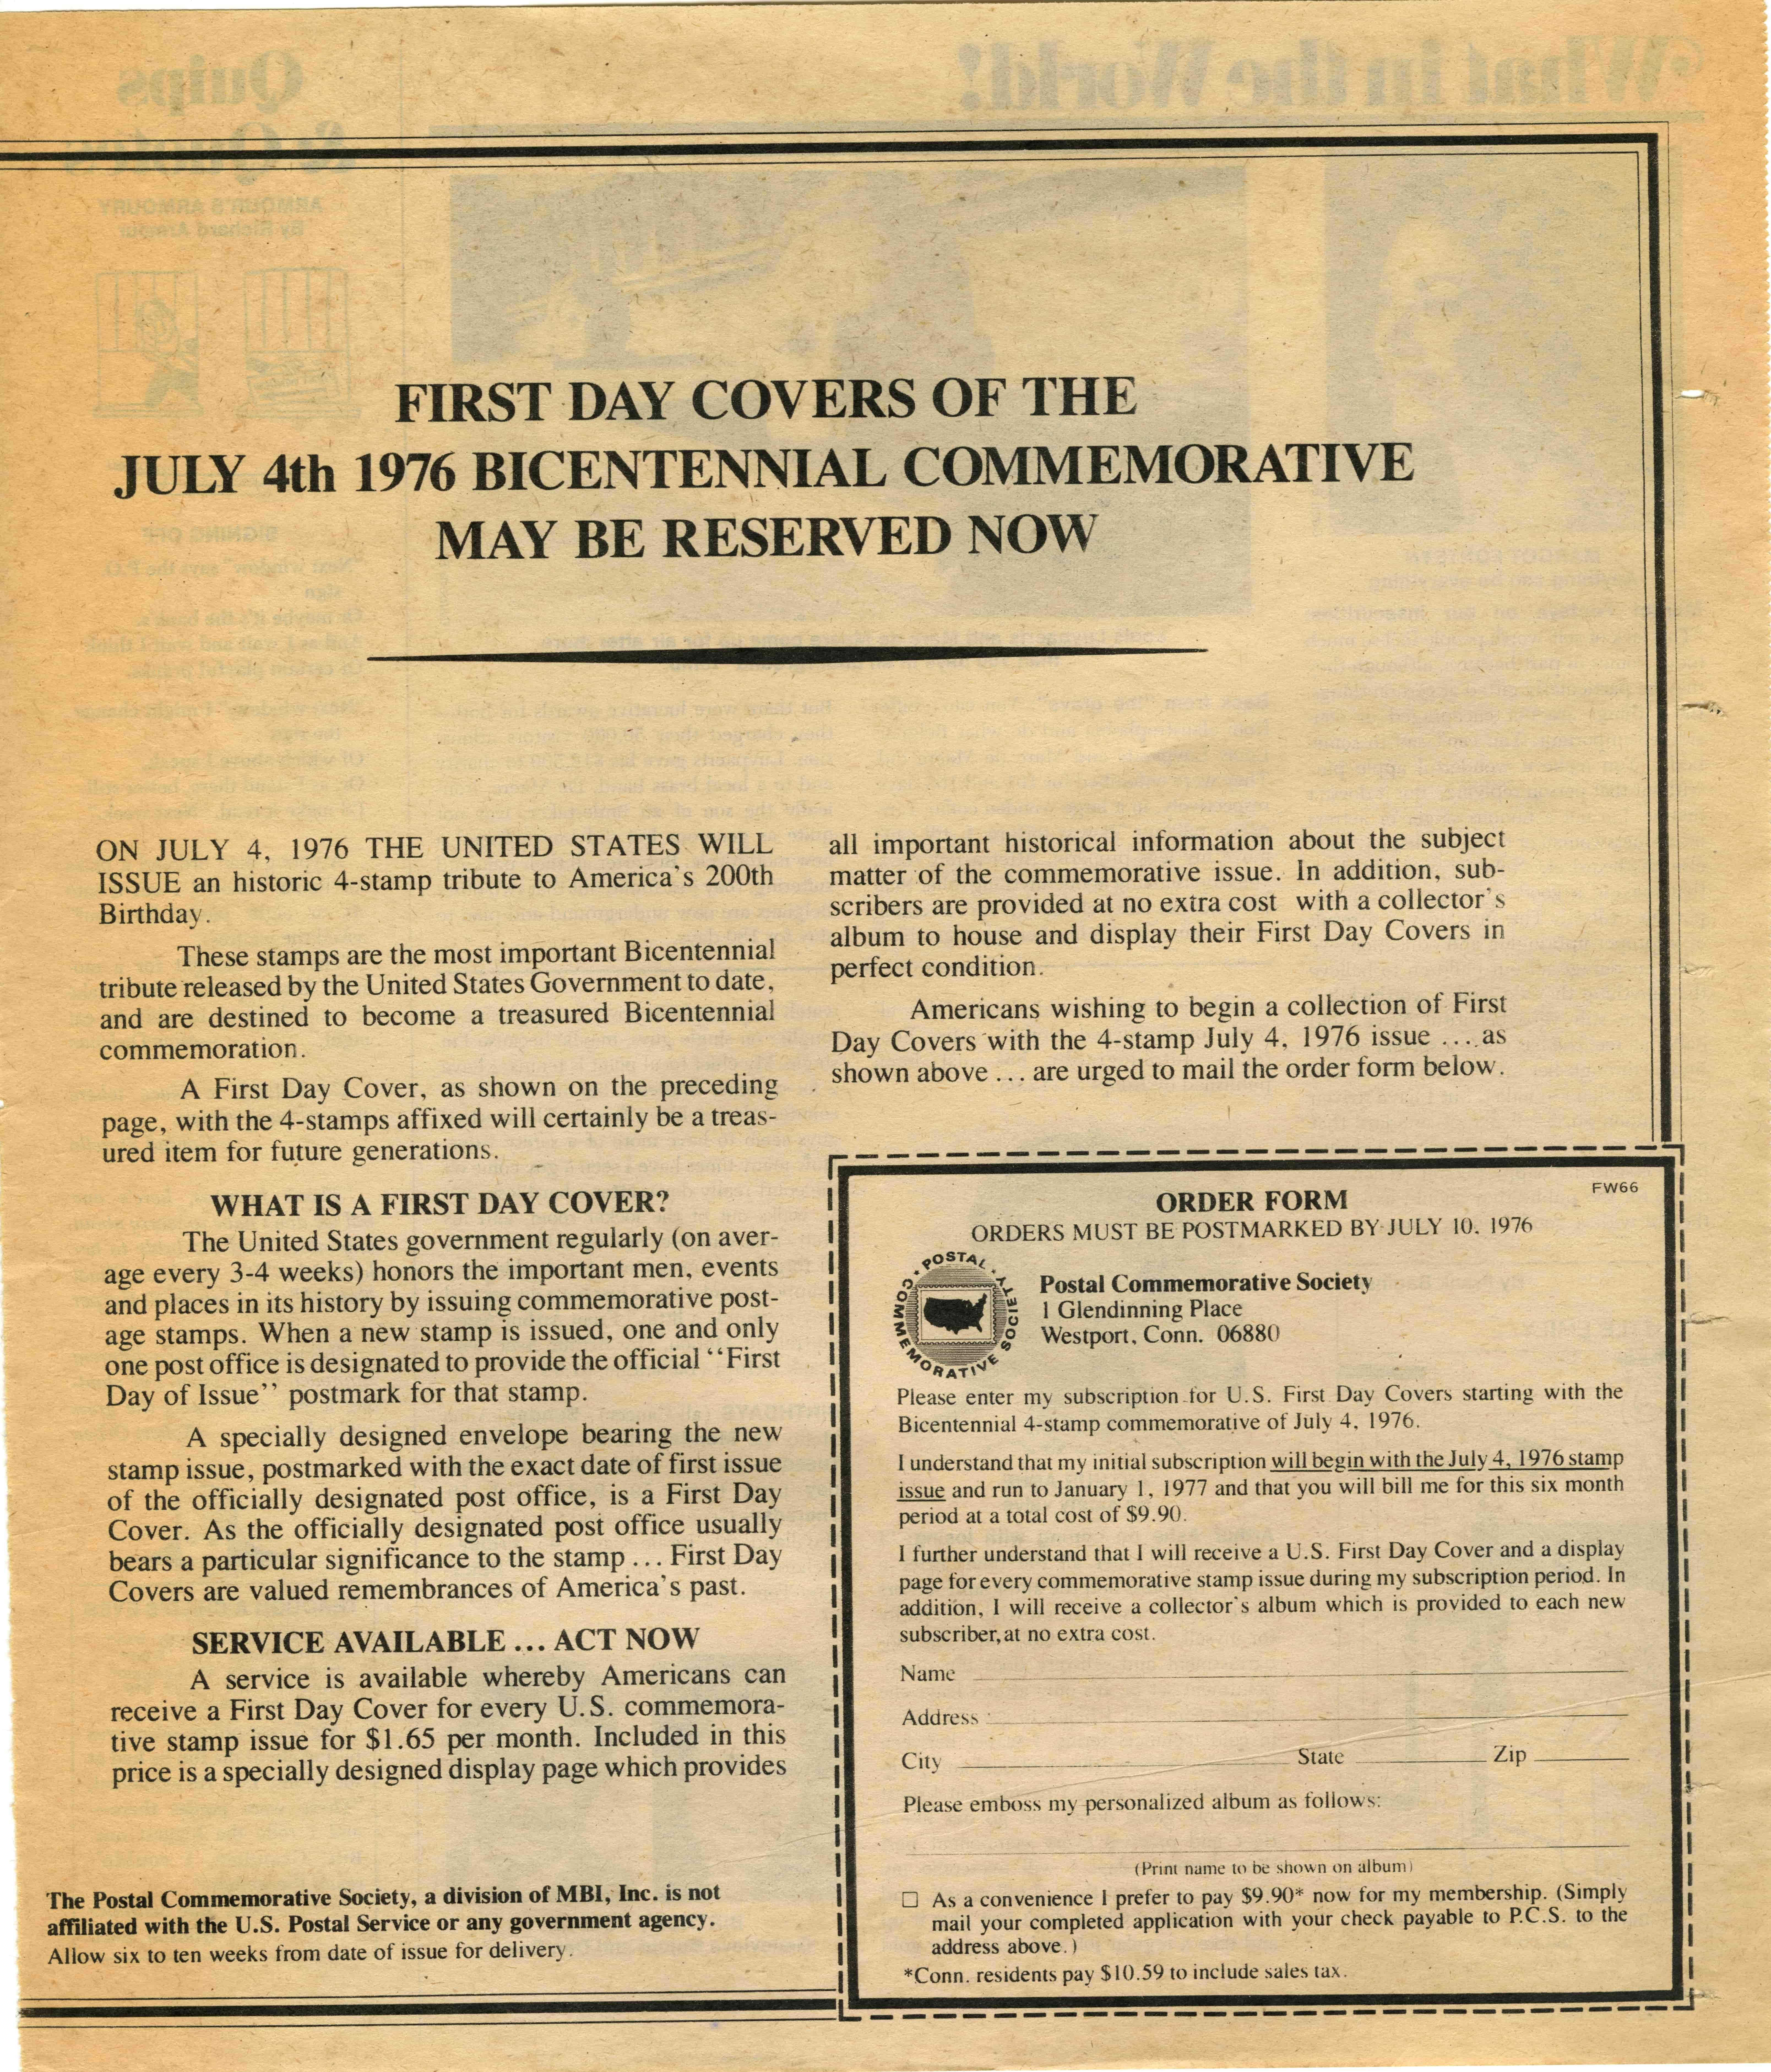 FIRST DAY COVERS OF THE
JULY 4th 1976 BICENTENNIAL COMMEMORATIVE
MAY BE RESERVED NOW
ON JULY 4, 1976 THE UNITED STATES WILL
ISSUE an historic 4-stamp tribute to America's 200th
Birthday.
These stamps are the most important Bicentennial
tribute released by the United States Government to date,
and are destined to become a treasured Bicentennial
commemoration.
A First Day Cover, as shown on the preceding
page, with the 4-stamps affixed will certainly be a treas-
ured item for future generations.
WHAT IS A FIRST DAY COVER?
The United States government regularly (on aver-
age every 3-4 weeks) honors the important men, events
and places in its history by issuing commemorative post-
age stamps. When a new stamp is issued, one and only
one post office is designated to provide the official “First
Day of Issue” postmark for that stamp.
A specially designed envelope bearing the new
stamp issue, postmarked with the exact date of first issue
of the officially designated post office, is a First Day
Cover. As the officially designated post office usually
bears a particular significance to the stamp ... First Day
Covers are valued remembrances of America's past.
SERVICE AVAILABLE ... ACT NOW
A service is available whereby Americans can
receive a First Day Cover for every U.S. commemora-
tive stamp issue for $1.65 per month. Included in this
price is a specially designed display page which provides
all important historical information about the subject
matter of the commemorative issue. In addition, sub-
scribers are provided at no extra cost with a collector's
album to house and display their First Day Covers in
perfect condition.
Americans wishing to begin a collection of First
Day Covers with the 4-stamp July 4, 1976 issue .... as
shown above ... are urged to mail the order form below.
The Postal Commemorative Society, a division of MBI, Inc. is not
affiliated with the U.S. Postal Service or any government agency.
Allow six to ten weeks from date of issue for delivery.
FW66
ORDER FORM
ORDERS MUST BE POSTMARKED BY JULY 10, 1976
POSTAL COMMEMORATIVE SOCIETY
Postal Commemorative Society
1 Glendinning Place
Westport, Conn. 06880
Please enter my subscription for U.S. First Day Covers starting with the
Bicentennial 4-stamp commemorative of July 4, 1976.
I understand that my initial subscription will begin with the July 4, 1976 stamp
issue and run to January 1, 1977 and that you will bill me for this six month
period at a total cost of $9.90.
I further understand that I will receive a U.S. First Day Cover and a display
page for every commemorative stamp issue during my subscription period. In
addition, I will receive a collector's album which is provided to each new
subscriber, at no extra cost.
Name
Address
City State Zip
Please emboss my personalized album as follows:
(Print name to be shown on album)
☐ As a convenience I prefer to pay $9.90* now for my membership. (Simply
mail your completed application with your check payable to P.C.S. to the
address above.)
*Conn. residents pay $10.59 to include sales tax.